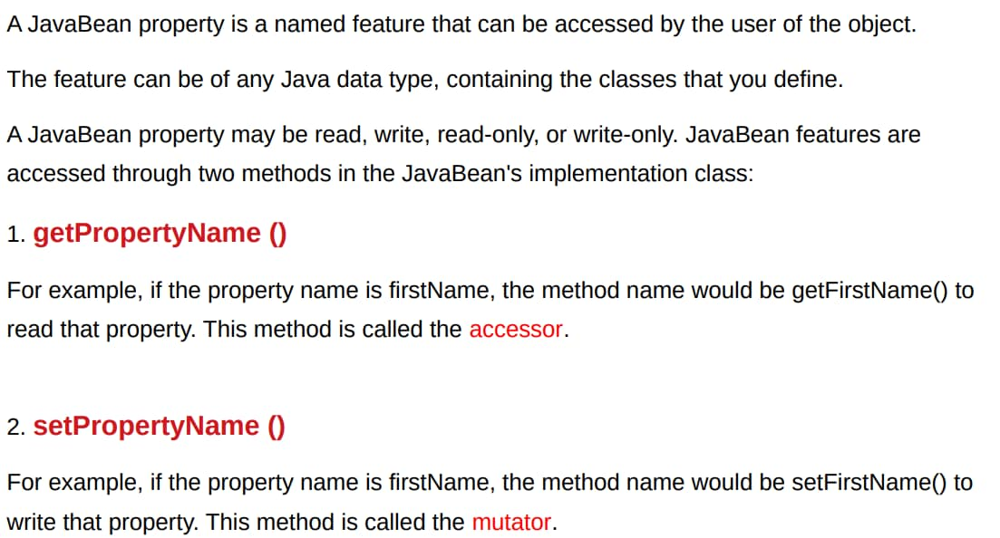 A JavaBean property is a named feature that can be accessed by the user of the object.
The feature can be of any Java data type, containing the classes that you define.
A JavaBean property may be read, write, read-only, or write-only. JavaBean features are
accessed through two methods in the JavaBean's implementation class:
1. getPropertyName ()
For example, if the property name is firstName, the method name would be getFirstName() to
read that property. This method is called the accessor.
2. setPropertyName ()
For example, if the property name is firstName, the method name would be setFirstName() to
write that property. This method is called the mutator.